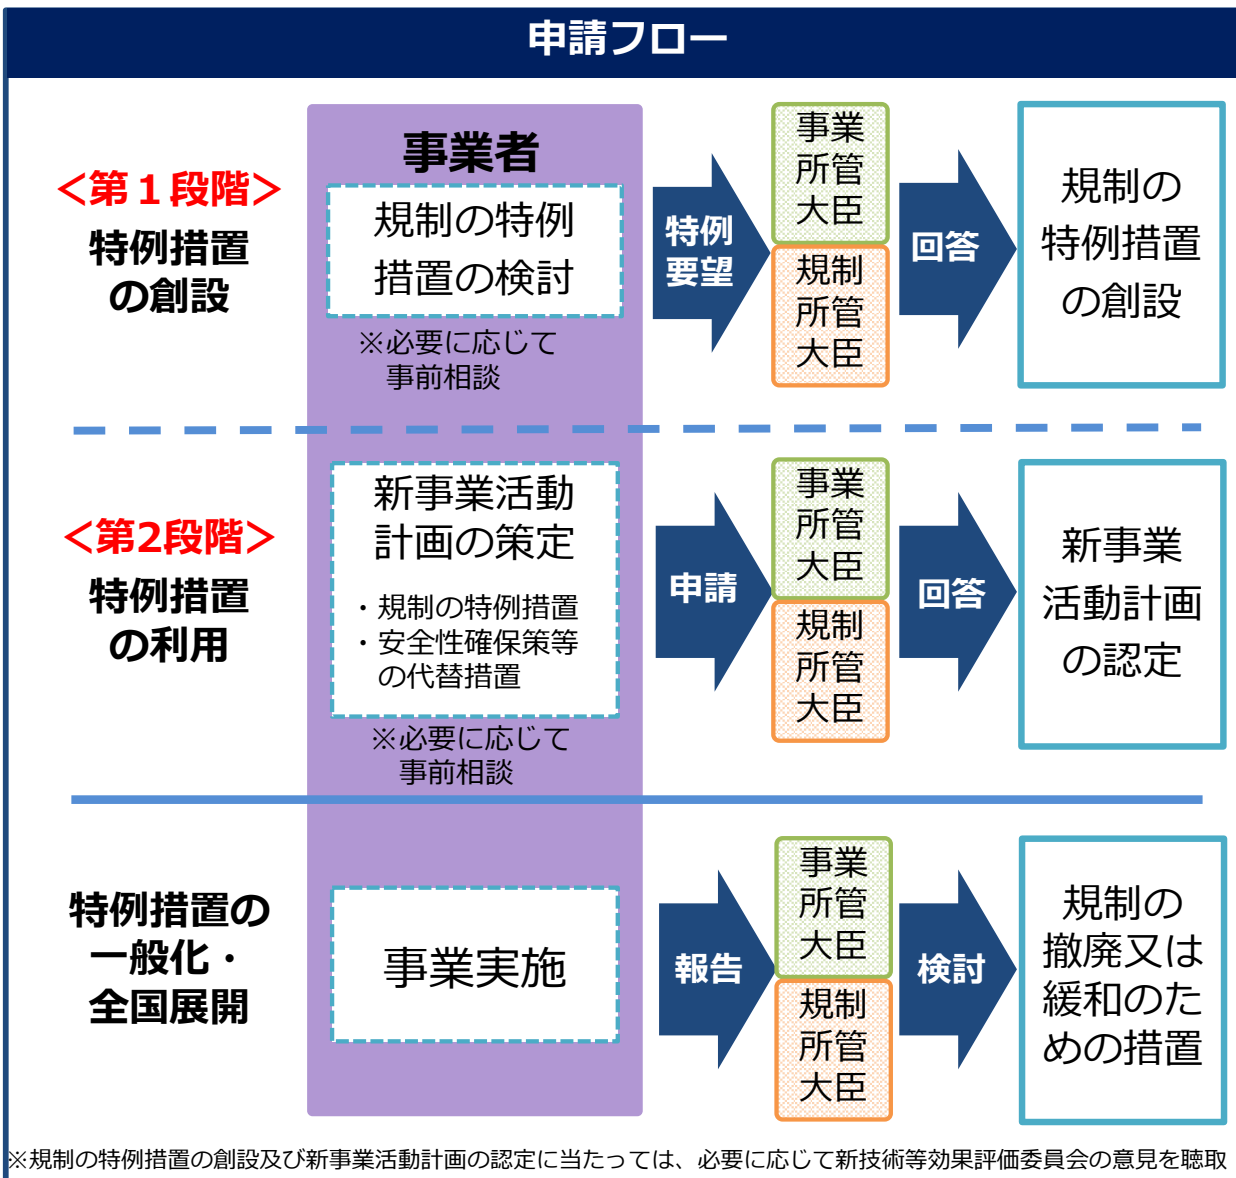 申請フロー
＜第１段階＞
特例措置
の創設
事業者
規制の特例
措置の検討
※必要に応じて
事前相談
特例
要望
事業
所管
大臣
規制
所管
大臣
回答
規制の
特例措置
の創設
＜第2段階＞
特例措置
の利用
新事業活動
計画の策定
・規制の特例措置
・安全性確保策等
の代替措置
※必要に応じて
事前相談
申請
事業
所管
大臣
規制
所管
大臣
回答
新事業
活動計画
の認定
特例措置の
一般化・
全国展開
事業実施
報告
事業
所管
大臣
規制
所管
大臣
検討
規制の
撤廃又は
緩和のた
めの措置
※規制の特例措置の創設及び新事業活動計画の認定に当たっては、必要に応じて新技術等効果評価委員会の意見を聴取